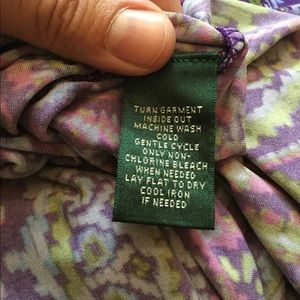 TURN GARMENT
INSIDE OUT
MACHINE WASH
COLD
GENTLE CYCLE
ONLY NON-
CHLORINE BLEACH
WHEN NEEDED
LAY FLAT TO DRY
COOL IRON
IF NEEDED